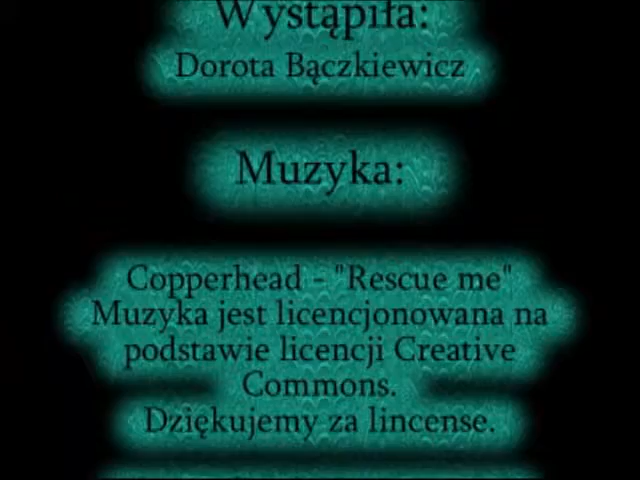 Wystąpiła:
Dorota Bączkiewicz
Muzyka:
Copperhead - "Rescue me"
Muzyka jest licencjonowana na
podstawie licencji Creative
Commons.
Dziękujemy za lincense.